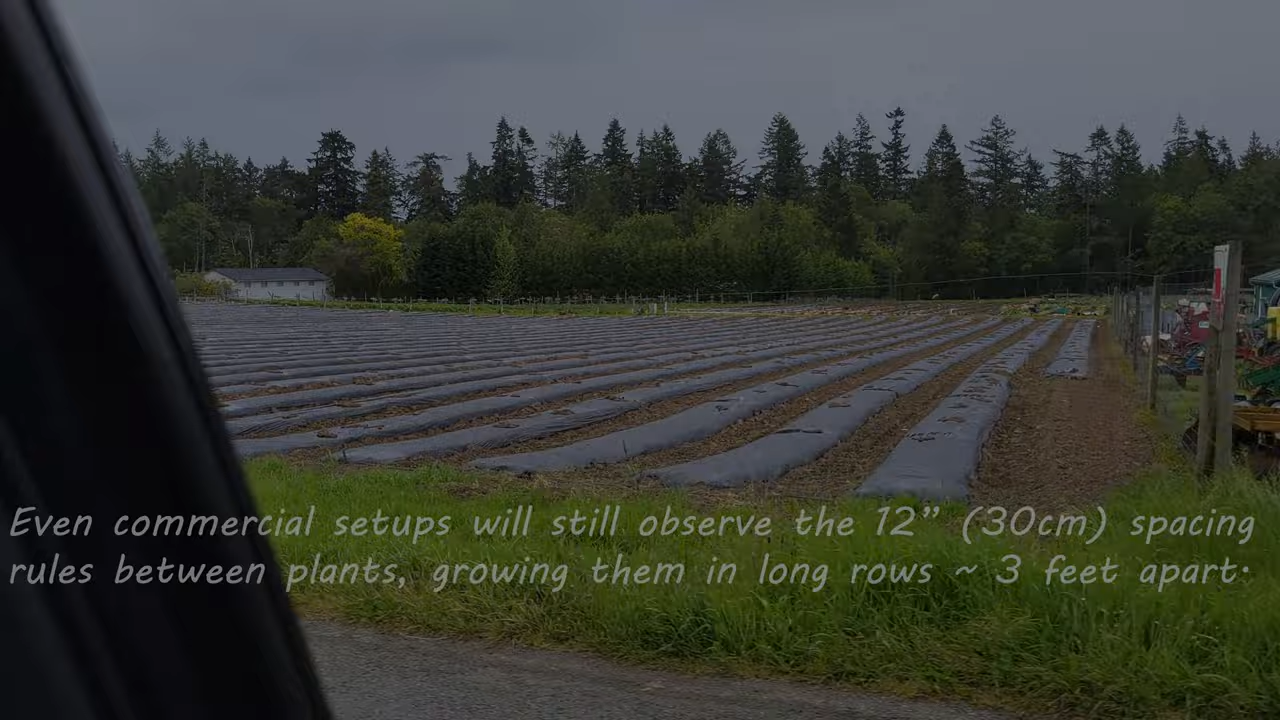 Even commercial setups will still observe the 12” (30cm) spacing
rules between plants, growing them in long rows ~ 3 feet apart.